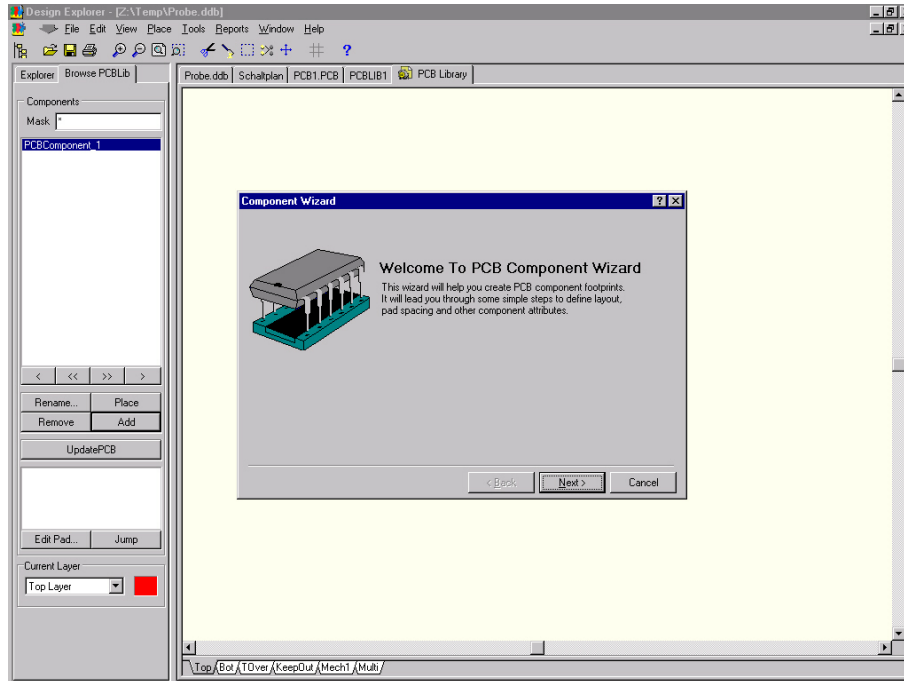 Design Explorer - [Z:\Temp\Probe.ddb]
File Edit View Place Tools Reports Window Help
Explorer Browse PCBLib
Probe.ddb Schaltplan PCB1.PCB PCBLIB1 PCB Library
Components
Mask *
PCBComponent_1
Component Wizard
Welcome To PCB Component Wizard
This wizard will help you create PCB component footprints.
It will lead you through some simple steps to define layout,
pad spacing and other component attributes.
< << >> >
Rename... Place
Remove Add
UpdatePCB
< Back Next > Cancel
Edit Pad... Jump
Current Layer
Top Layer
Top Bot TOver KeepOut Mech1 Multi